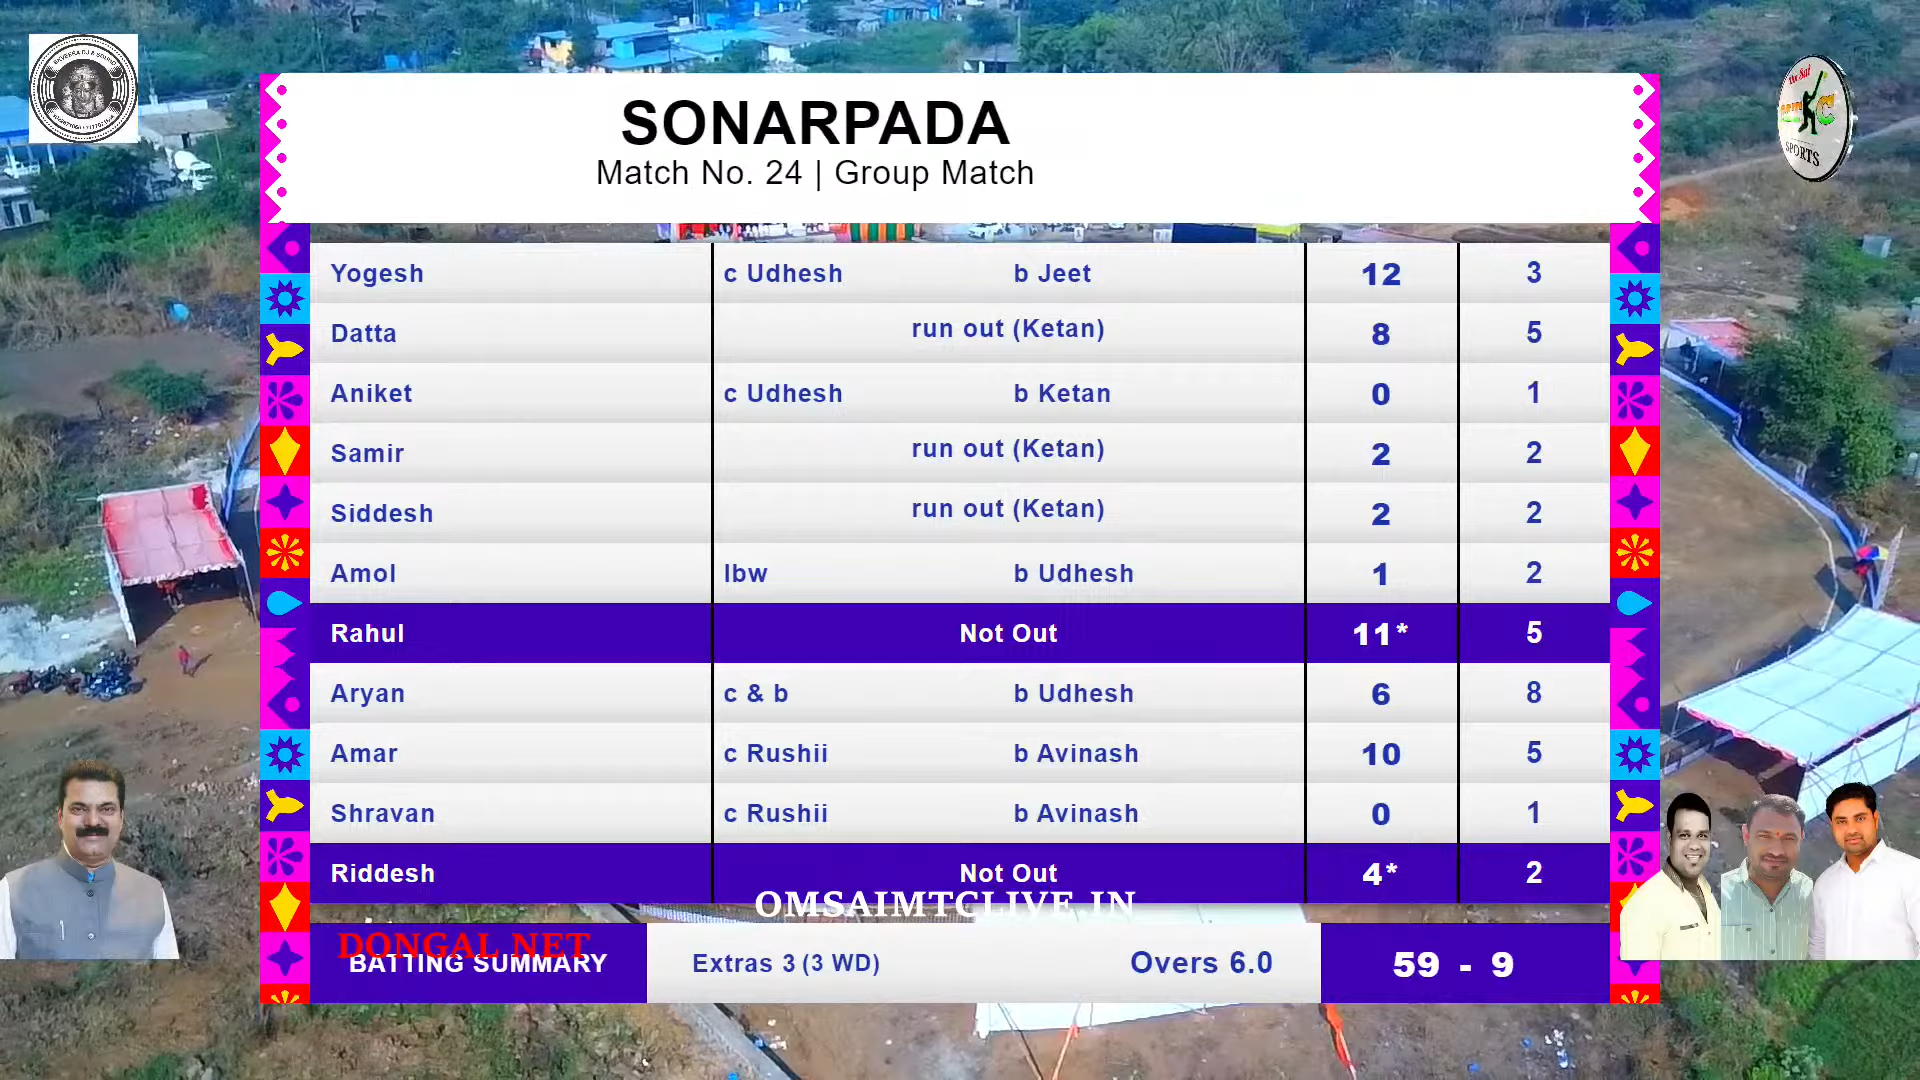 SONARPADA
Match No. 24 | Group Match
Yogesh c Udhesh b Jeet 12 3
Datta run out (Ketan) 8 5
Aniket c Udhesh b Ketan 0 1
Samir run out (Ketan) 2 2
Siddesh run out (Ketan) 2 2
Amol lbw b Udhesh 1 2
Rahul Not Out 11* 5
Aryan c & b b Udhesh 6 8
Amar c Rushii b Avinash 10 5
Shravan c Rushii b Avinash 0 1
Riddesh Not Out 4* 2
OMSAIMTCLIVE.IN
DONGAL NET
BATTING SUMMARY Extras 3 (3 WD) Overs 6.0 59 - 9
SPORTS